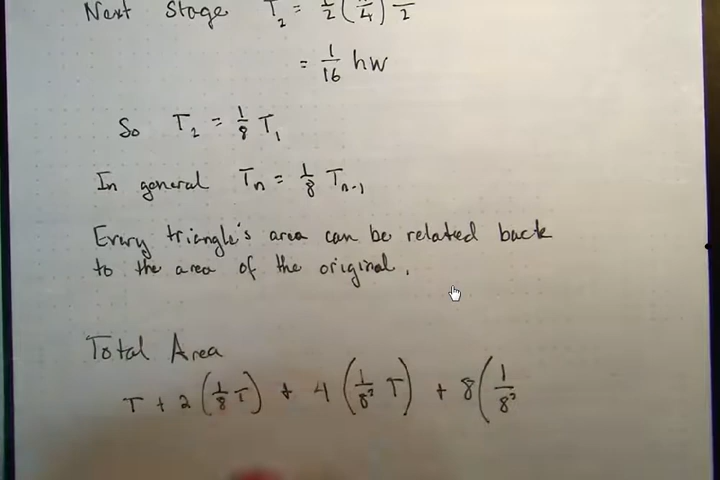 Next Stage T₂ = 1/2 (h/4) w/2
= 1/16 hw
So T₂ = 1/8 T₁
In general Tₙ = 1/8 Tₙ₋₁
Every triangle's area can be related back
to the area of the original.
Total Area
T + 2 (1/8 T) + 4 (1/8² T) + 8 (1/8³